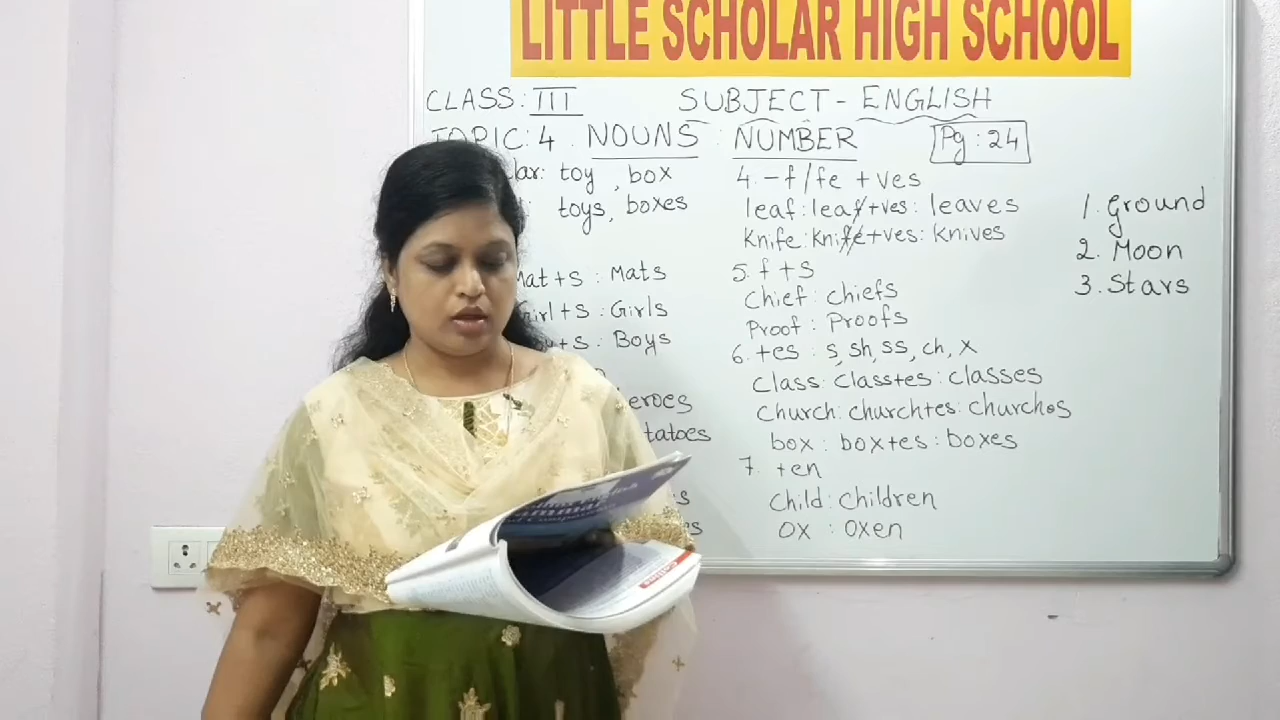 LITTLE SCHOLAR HIGH SCHOOL
CLASS: III
SUBJECT - ENGLISH
TOPIC: 4. NOUNS : NUMBER
Pg: 24
toy, box
toys, boxes
Mat + s : Mats
Girl + s : Girls
+ s : Boys
4. -f/fe + ves
leaf : leaf + ves : leaves
Knife : Knife + ves : Knives
5. f + s
Chief : chiefs
Proof : Proofs
6. + es : s, sh, ss, ch, x
Class : Class + es : classes
Church : church + es : churches
box : box + es : boxes
7. + en
Child : children
Ox : Oxen
1. Ground
2. Moon
3. Stars
Collins